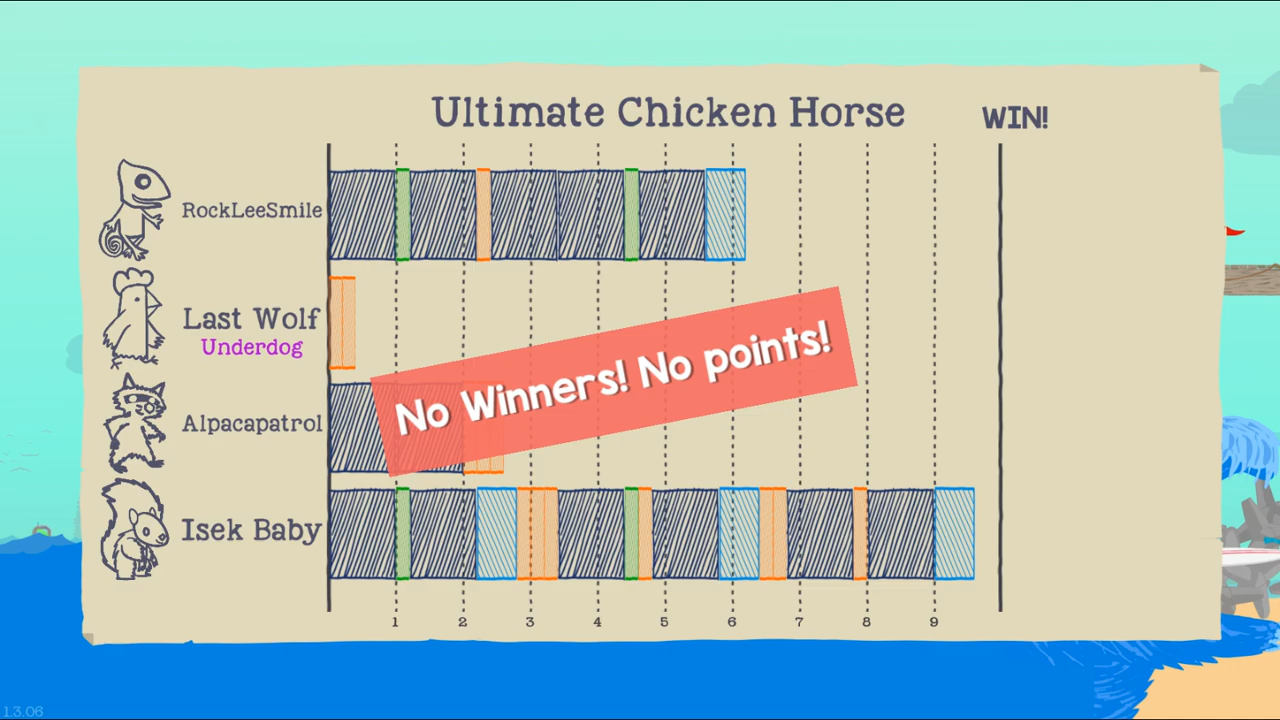 Ultimate Chicken Horse
WIN!
RockLeeSmile
Last Wolf
Underdog
No Winners! No points!
Alpacapatrol
Isek Baby
1 2 3 4 5 6 7 8 9
1.3.06